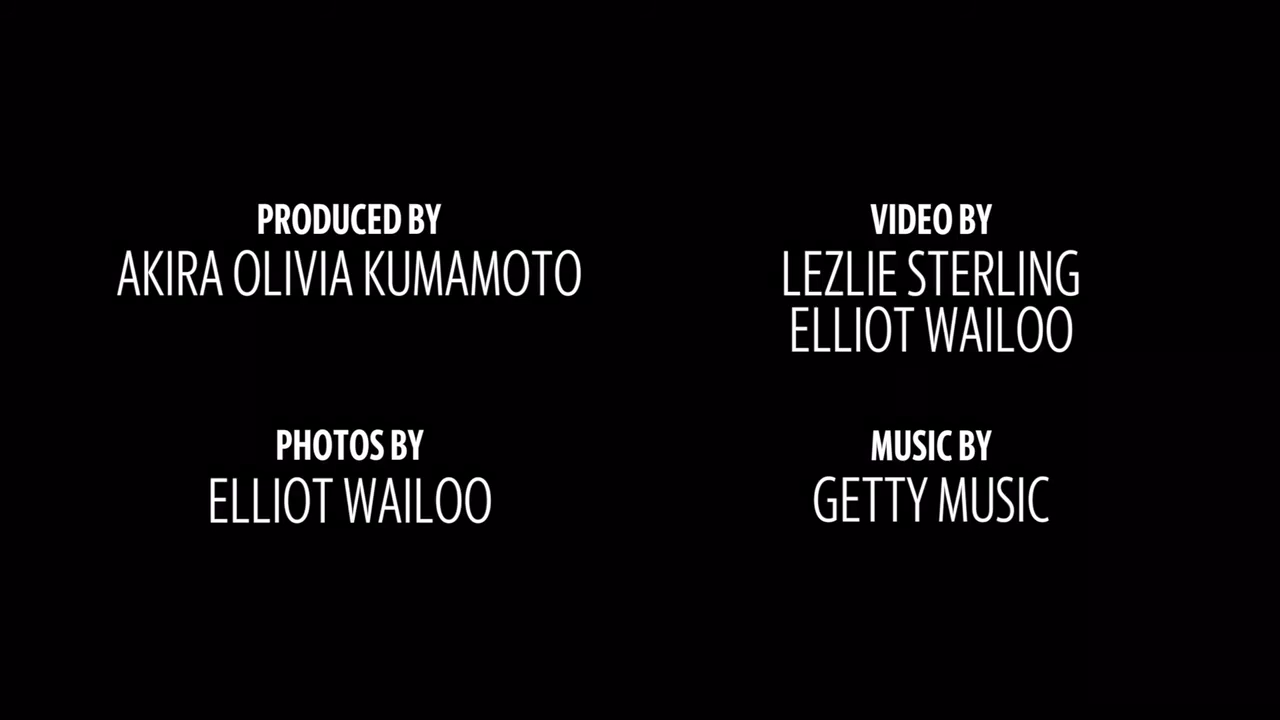 PRODUCED BY
AKIRA OLIVIA KUMAMOTO
VIDEO BY
LEZLIE STERLING
ELLIOT WAILOO
PHOTOS BY
ELLIOT WAILOO
MUSIC BY
GETTY MUSIC